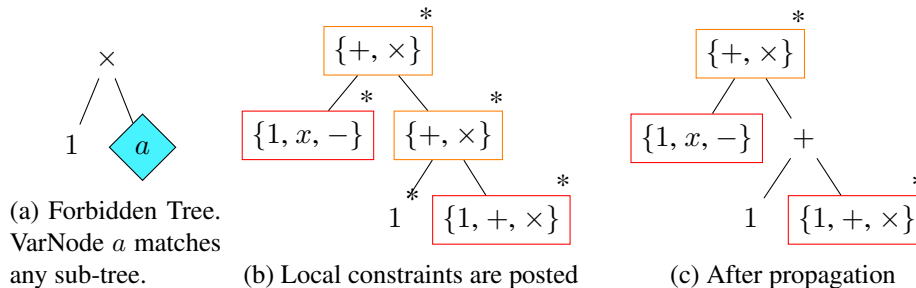 ×
1 a
(a) Forbidden Tree.
VarNode a matches
any sub-tree.
*
{+, ×}
*
{1, x, −}
*
{+, ×}
1 *
*
{1, +, ×}
(b) Local constraints are posted
*
{+, ×}
{1, x, −}
+
1
*
{1, +, ×}
(c) After propagation